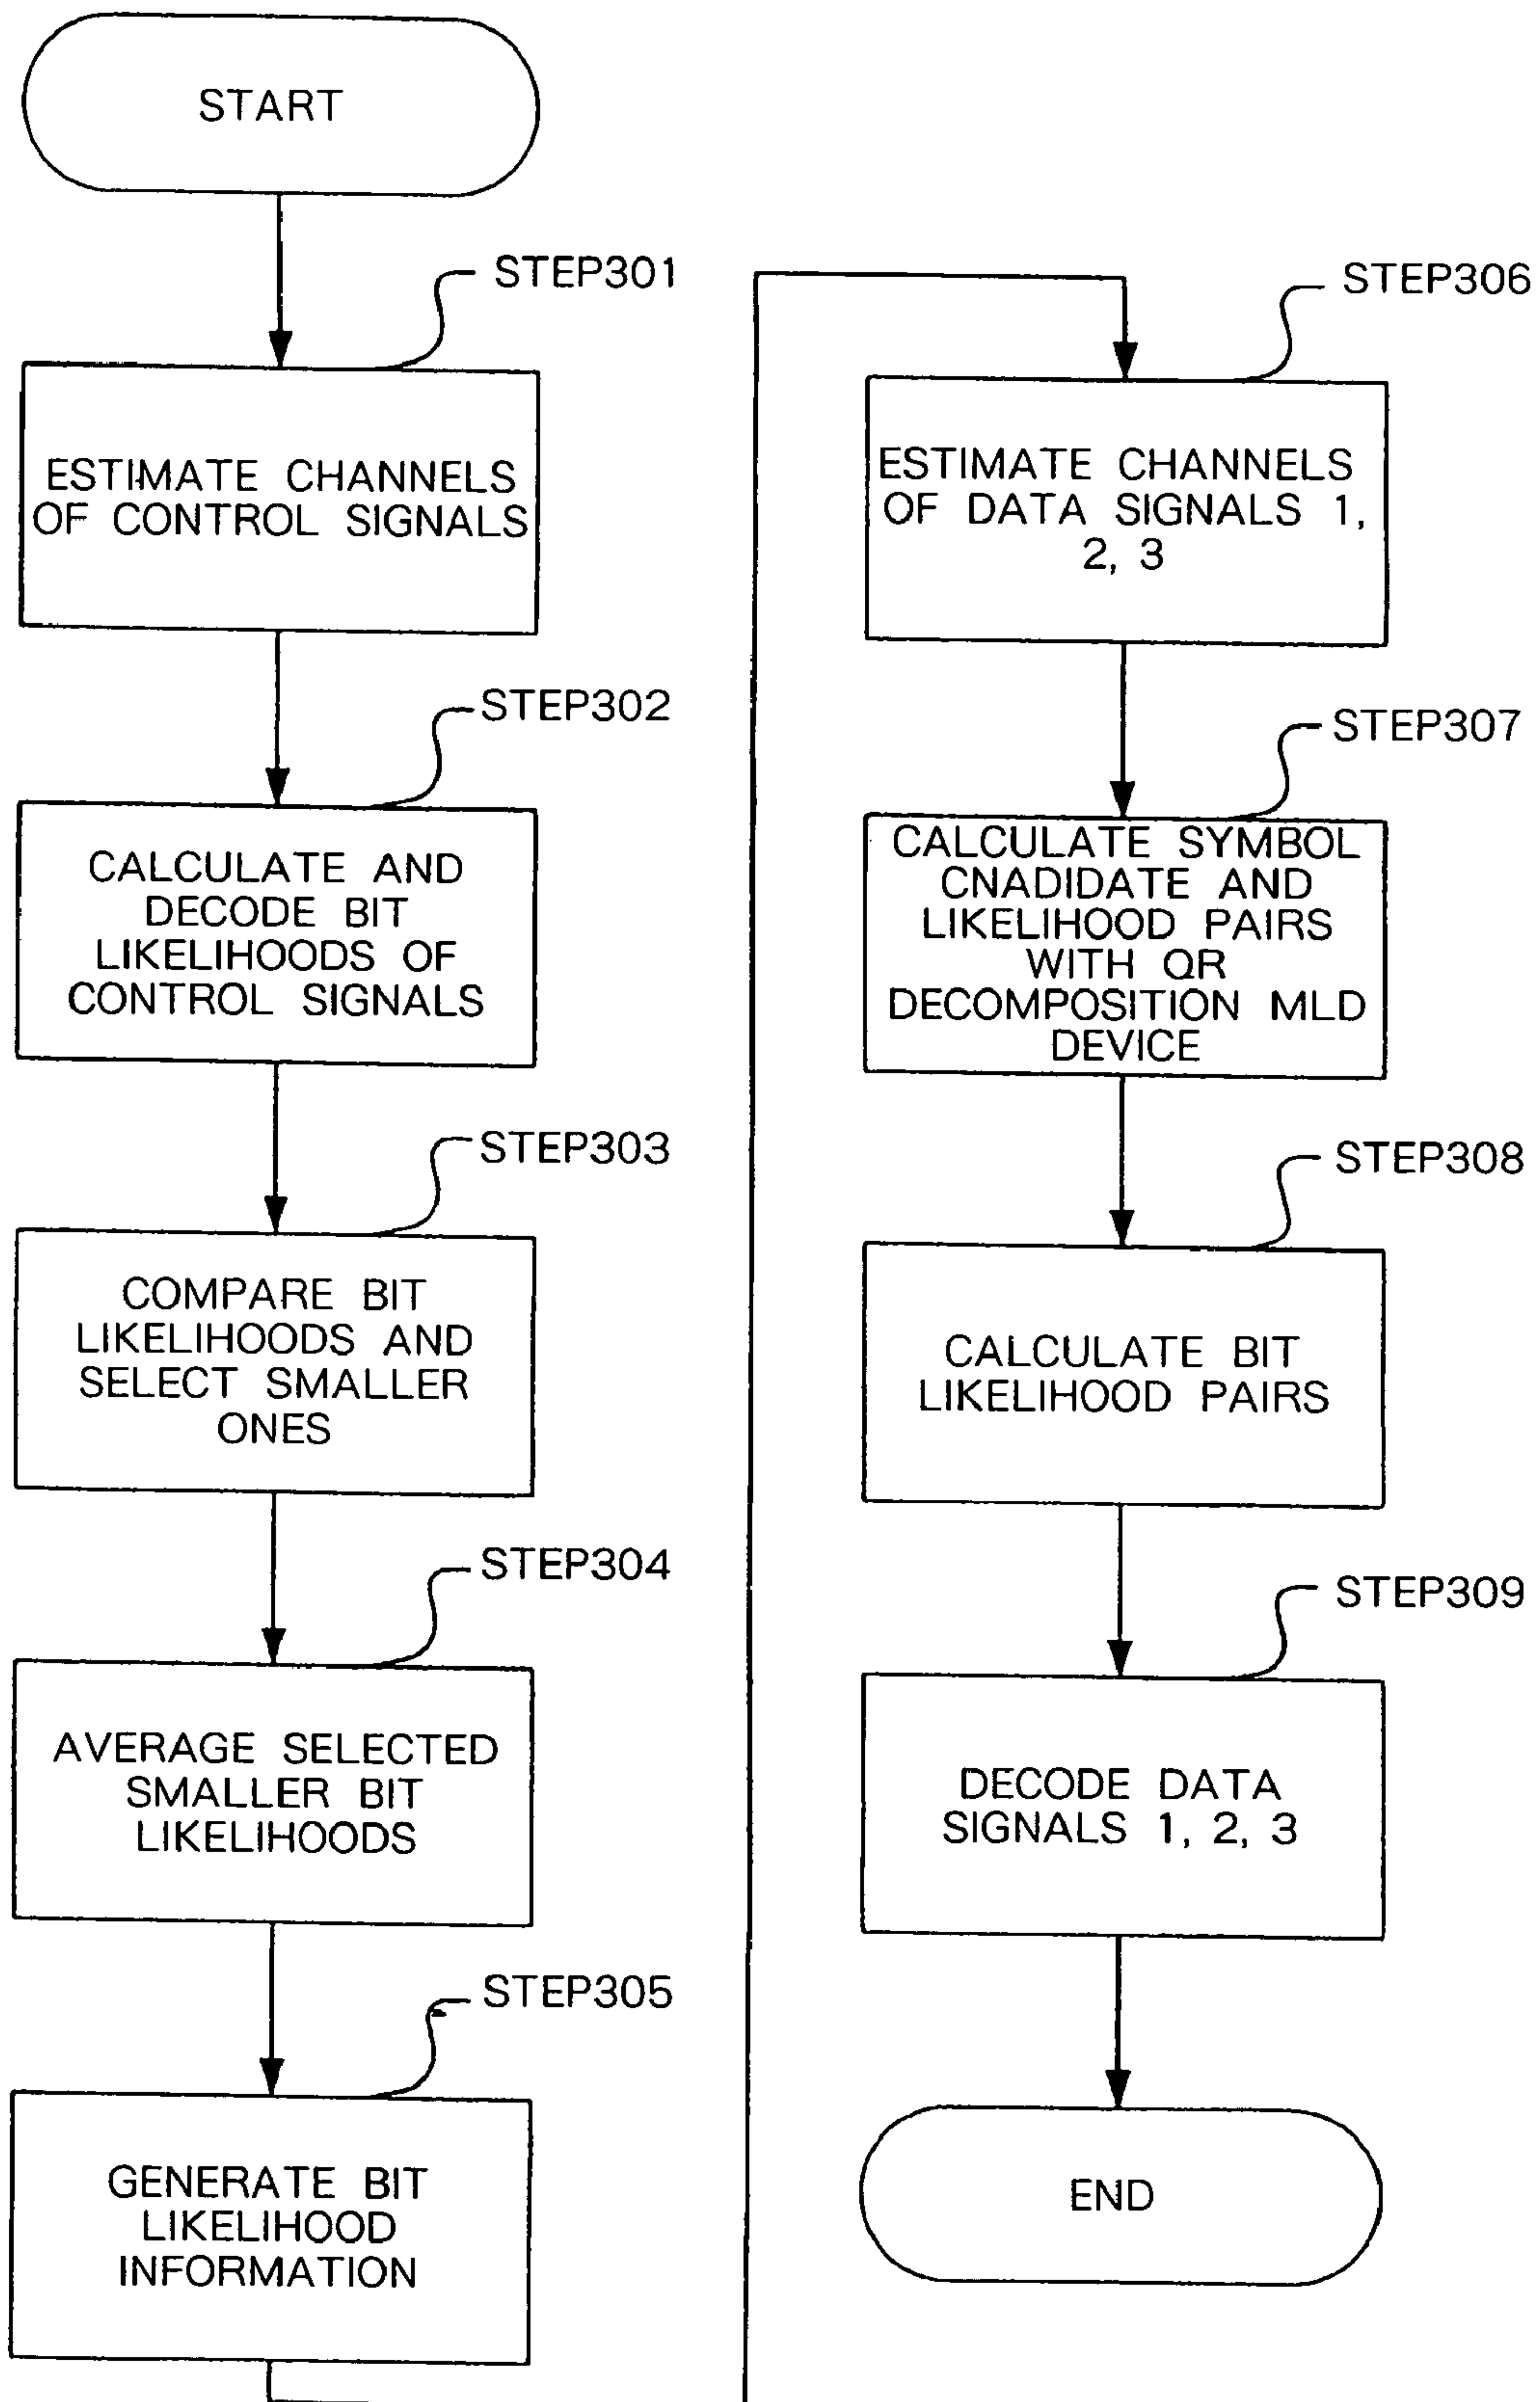 START
STEP301
ESTIMATE CHANNELS
OF CONTROL SIGNALS
STEP302
CALCULATE AND
DECODE BIT
LIKELIHOODS OF
CONTROL SIGNALS
STEP303
COMPARE BIT
LIKELIHOODS AND
SELECT SMALLER
ONES
STEP304
AVERAGE SELECTED
SMALLER BIT
LIKELIHOODS
STEP305
GENERATE BIT
LIKELIHOOD
INFORMATION
STEP306
ESTIMATE CHANNELS
OF DATA SIGNALS 1,
2, 3
STEP307
CALCULATE SYMBOL
CNADIDATE AND
LIKELIHOOD PAIRS
WITH QR
DECOMPOSITION MLD
DEVICE
STEP308
CALCULATE BIT
LIKELIHOOD PAIRS
STEP309
DECODE DATA
SIGNALS 1, 2, 3
END